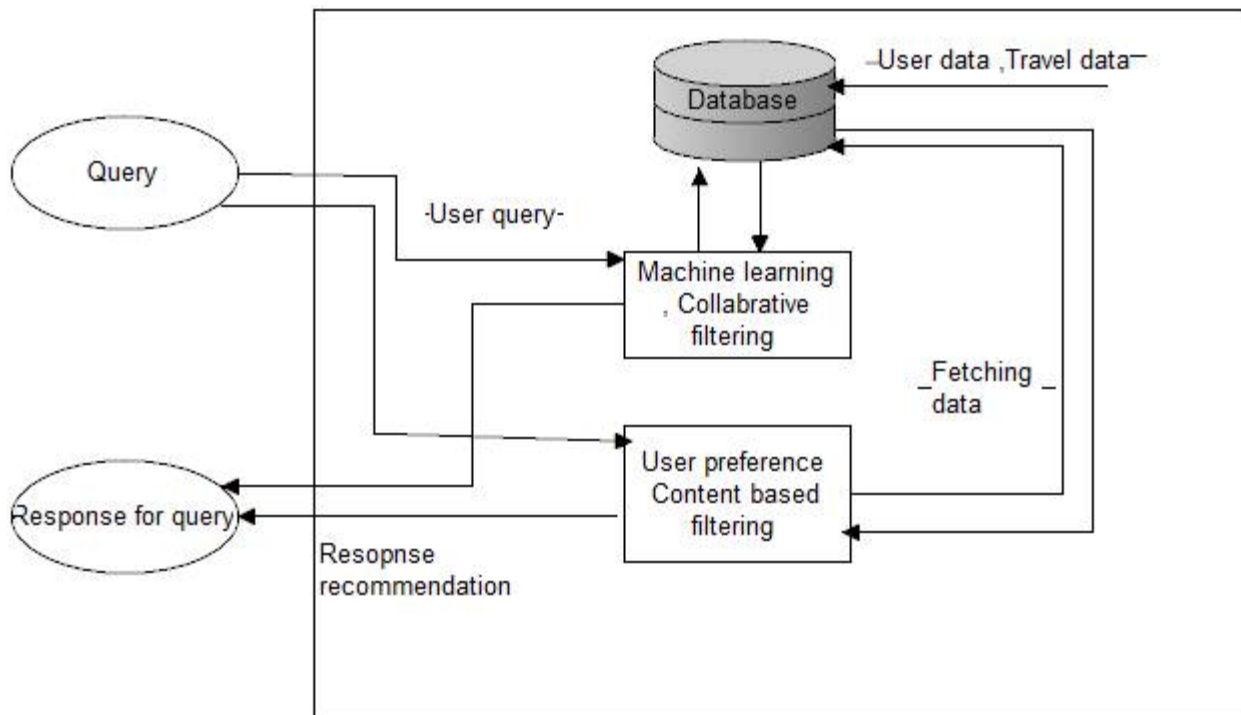 –User data ,Travel data–
Database
Query
-User query-
Machine learning
, Collabrative
filtering
_Fetching _
data
User preference
Content based
filtering
Response for query
Resopnse
recommendation